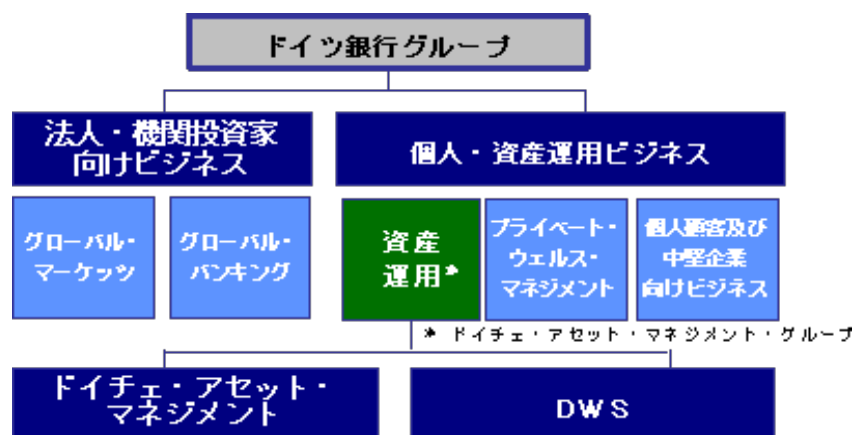 ドイツ銀行グループ
法人・機関投資家
向けビジネス
個人・資産運用ビジネス
グローバル・
マーケッツ
グローバル・
バンキング
資産
運用*
プライベート・
ウェルス・
マネジメント
個人顧客及び
中堅企業
向けビジネス
* ドイチェ・アセット・マネジメント・グループ
ドイチェ・アセット・
マネジメント
DWS